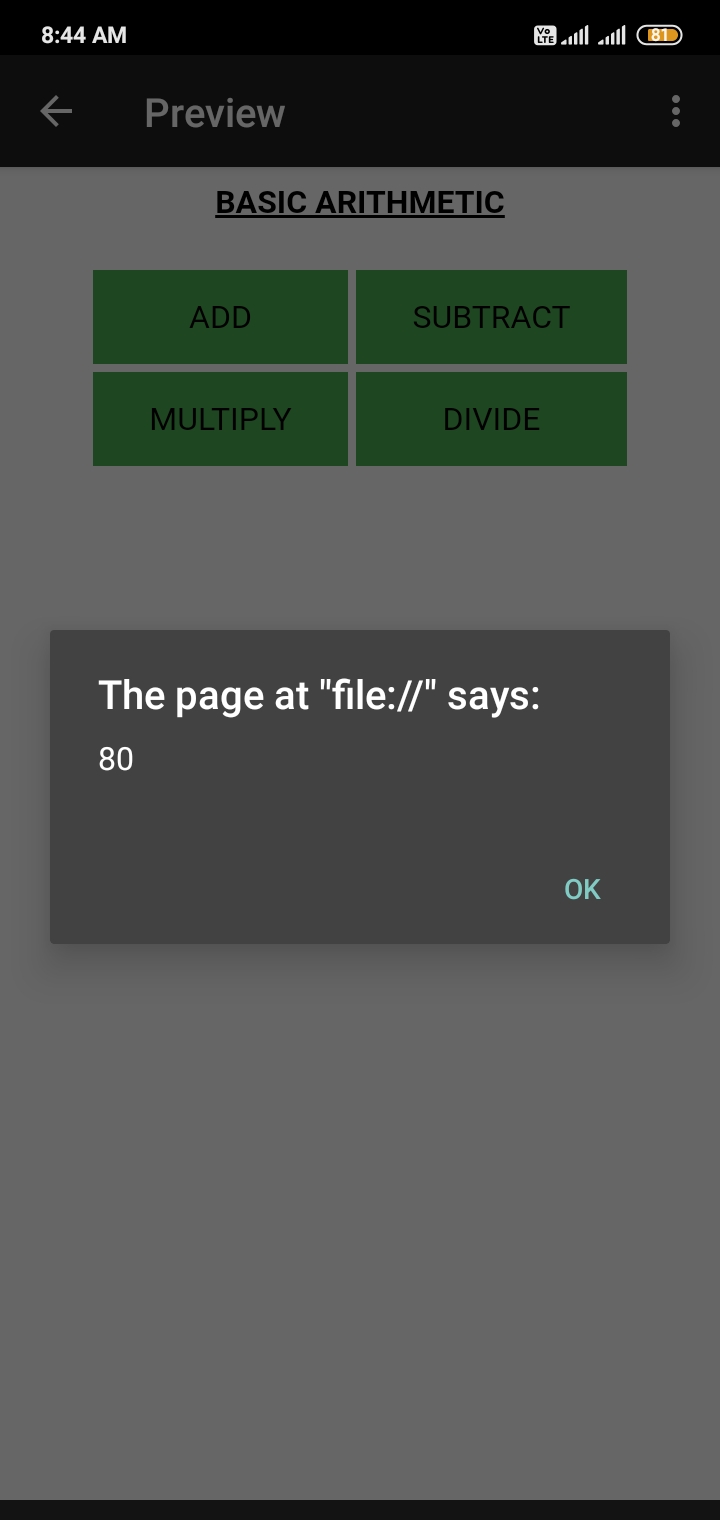 8:44 AM
Vo LTE
81
Preview
BASIC ARITHMETIC
ADD SUBTRACT
MULTIPLY DIVIDE
The page at "file://" says:
80
OK